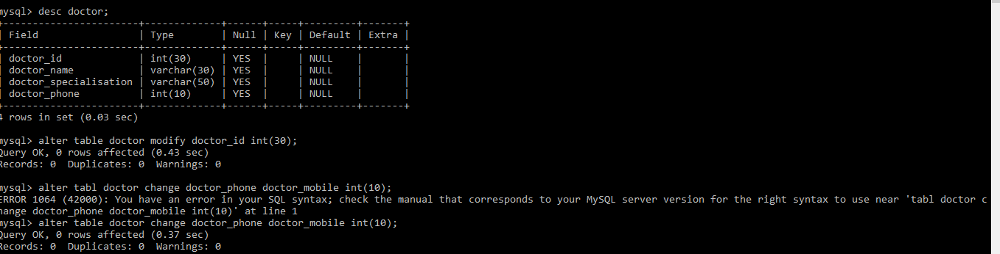 mysql> desc doctor;
+-----------------------+-------------+------+-----+---------+-------+
| Field                 | Type        | Null | Key | Default | Extra |
+-----------------------+-------------+------+-----+---------+-------+
| doctor_id             | int(30)     | YES  |     | NULL    |       |
| doctor_name           | varchar(30) | YES  |     | NULL    |       |
| doctor_specialisation | varchar(50) | YES  |     | NULL    |       |
| doctor_phone          | int(10)     | YES  |     | NULL    |       |
+-----------------------+-------------+------+-----+---------+-------+
4 rows in set (0.03 sec)

mysql> alter table doctor modify doctor_id int(30);
Query OK, 0 rows affected (0.43 sec)
Records: 0  Duplicates: 0  Warnings: 0

mysql> alter tabl doctor change doctor_phone doctor_mobile int(10);
ERROR 1064 (42000): You have an error in your SQL syntax; check the manual that corresponds to your MySQL server version for the right syntax to use near 'tabl doctor c
hange doctor_phone doctor_mobile int(10)' at line 1
mysql> alter table doctor change doctor_phone doctor_mobile int(10);
Query OK, 0 rows affected (0.37 sec)
Records: 0  Duplicates: 0  Warnings: 0